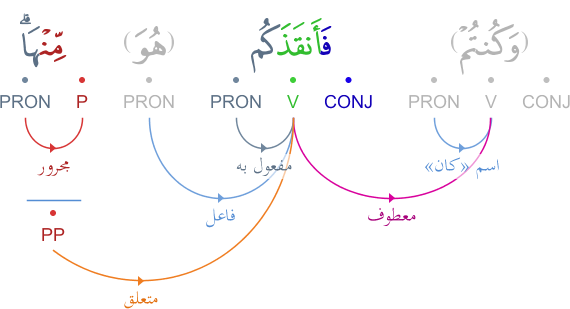 (وَكُنتُمْ) فَأَنقَذَكُم (هُوَ) مِّنْهَا ۗ
CONJ V PRON CONJ V PRON PRON P PRON
اسم «كان» مفعول به مجرور
معطوف فاعل
PP
متعلق